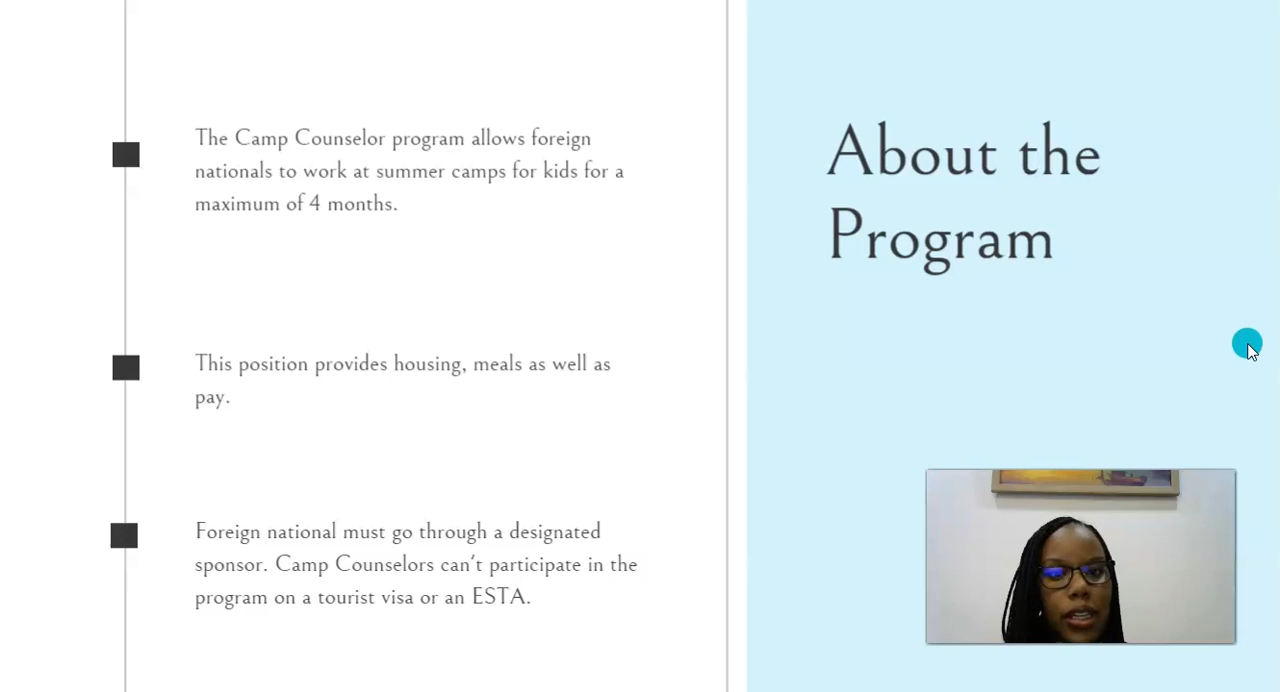 The Camp Counselor program allows foreign
nationals to work at summer camps for kids for a
maximum of 4 months.
This position provides housing, meals as well as
pay.
Foreign national must go through a designated
sponsor. Camp Counselors can't participate in the
program on a tourist visa or an ESTA.
About the
Program